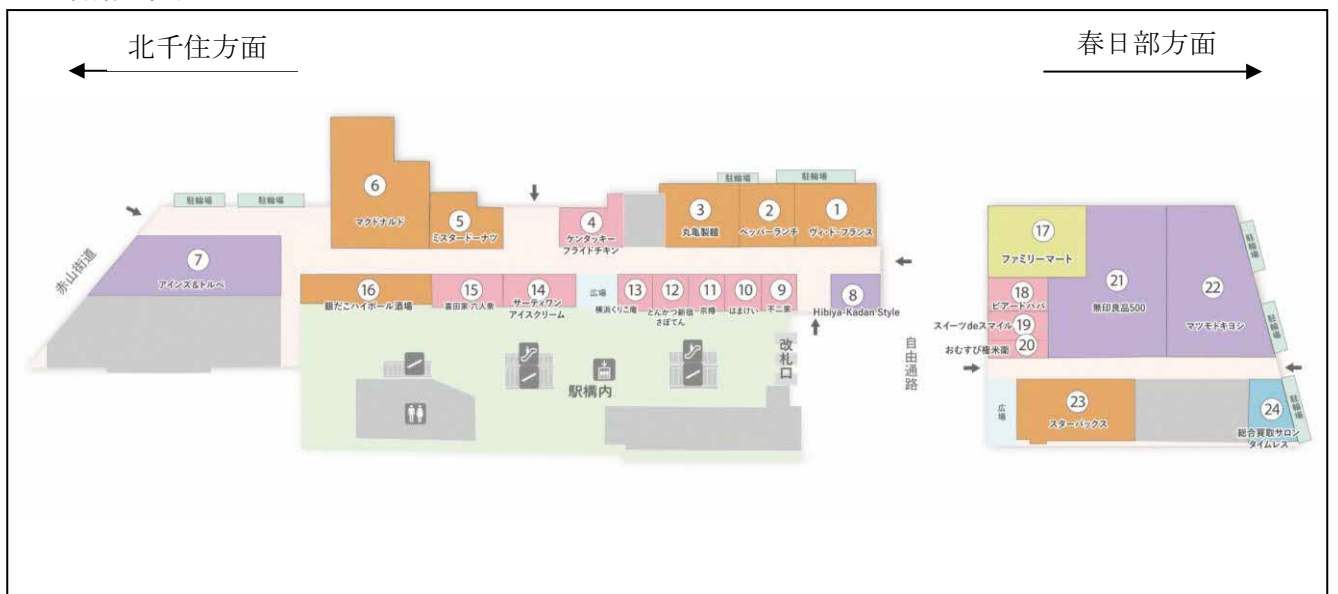 北千住方面
春日部方面
駐輪場
駐輪場
駐輪場
駐輪場
6
マクドナルド
5
ミスタードーナツ
4
ケンタッキー
フライドチキン
3
丸亀製麺
2
ペッパーランチ
1
ヴィ・ド・フランス
7
アインズ&トルペ
赤山街道
16
銀だこハイボール酒場
15
喜田家 六人衆
14
サーティワン
アイスクリーム
広場
13
横浜くりこ庵
12
とんかつ新宿
さぼてん
11
京樽
10
はまけい
9
不二家
8
Hibiya-Kadan Style
改札口
自由通路
駅構内
17
ファミリーマート
18
ビアードパパ
スイーツdeスマイル
19
おむすび権米衛
20
21
無印良品500
22
マツモトキヨシ
駐輪場
駐輪場
広場
23
スターバックス
24
総合買取サロン
タイムレス
駐輪場